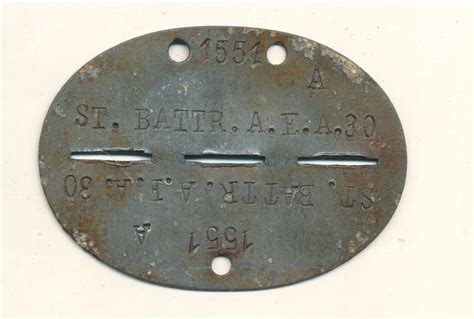 1551
A
ST. BATTR. A.E.A.30
1551
A
ST. BATTR. A.E.A. 30